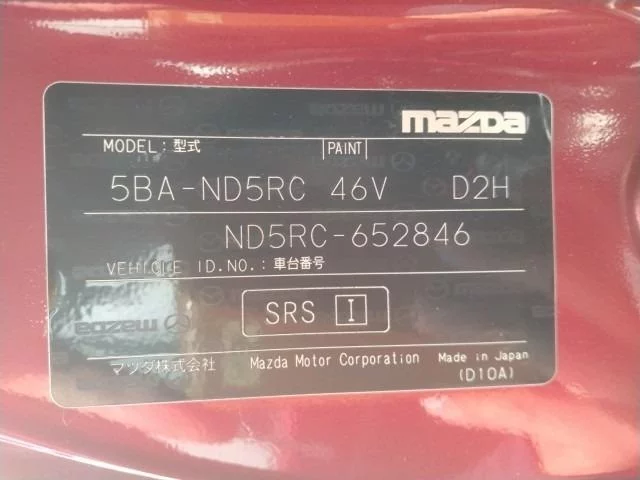 mazda
MODEL: 型式 PAINT
5BA-ND5RC 46V D2H
ND5RC-652846
VEHICLE ID.NO.: 車台番号
SRS I
mazda
マツダ株式会社 Mazda Motor Corporation Made in Japan
(D10A)